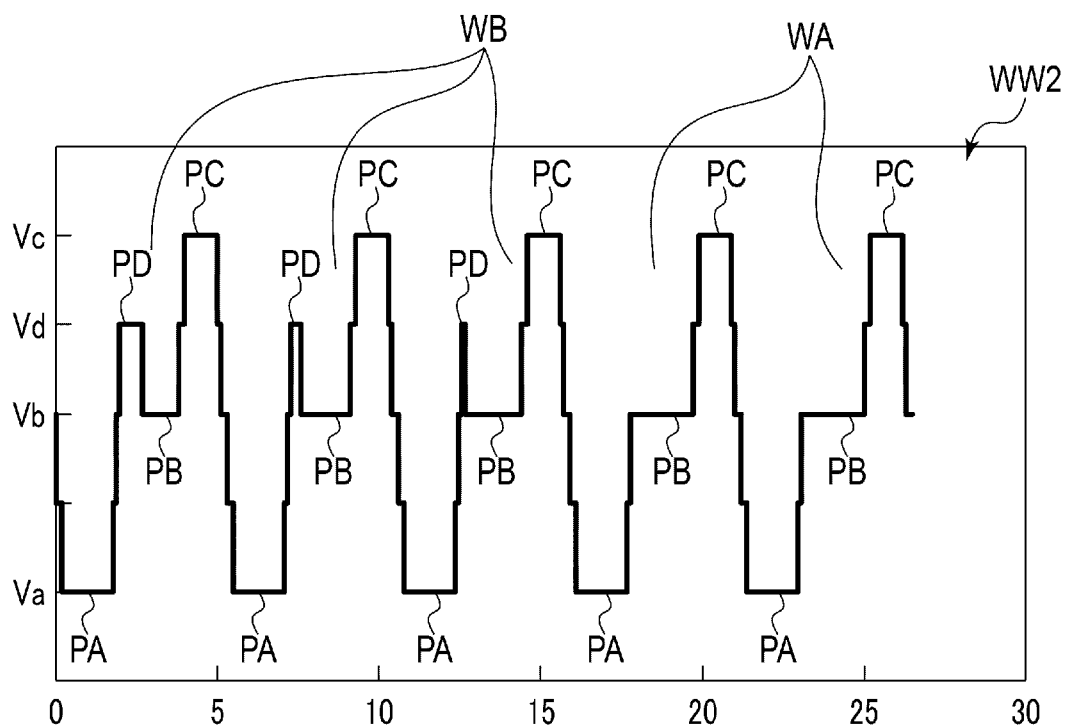 WB
WA
WW2
PC PC PC PC PC
Vc
PD PD PD
Vd
Vb
PB PB PB PB PB
Va
PA PA PA PA PA
0 5 10 15 20 25 30